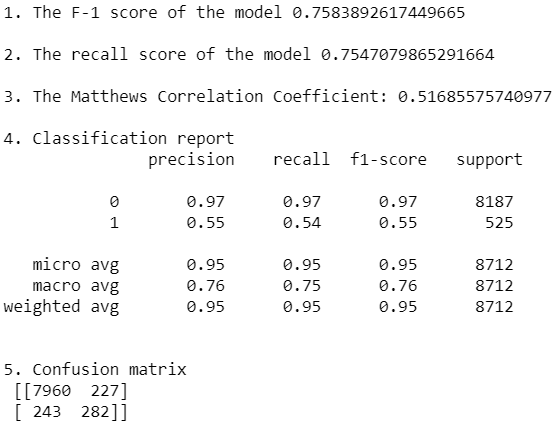 1. The F-1 score of the model 0.7583892617449665
2. The recall score of the model 0.7547079865291664
3. The Matthews Correlation Coefficient: 0.51685575740977
4. Classification report
precision recall f1-score support
0 0.97 0.97 0.97 8187
1 0.55 0.54 0.55 525
micro avg 0.95 0.95 0.95 8712
macro avg 0.76 0.75 0.76 8712
weighted avg 0.95 0.95 0.95 8712
5. Confusion matrix
[[7960 227]
[ 243 282]]